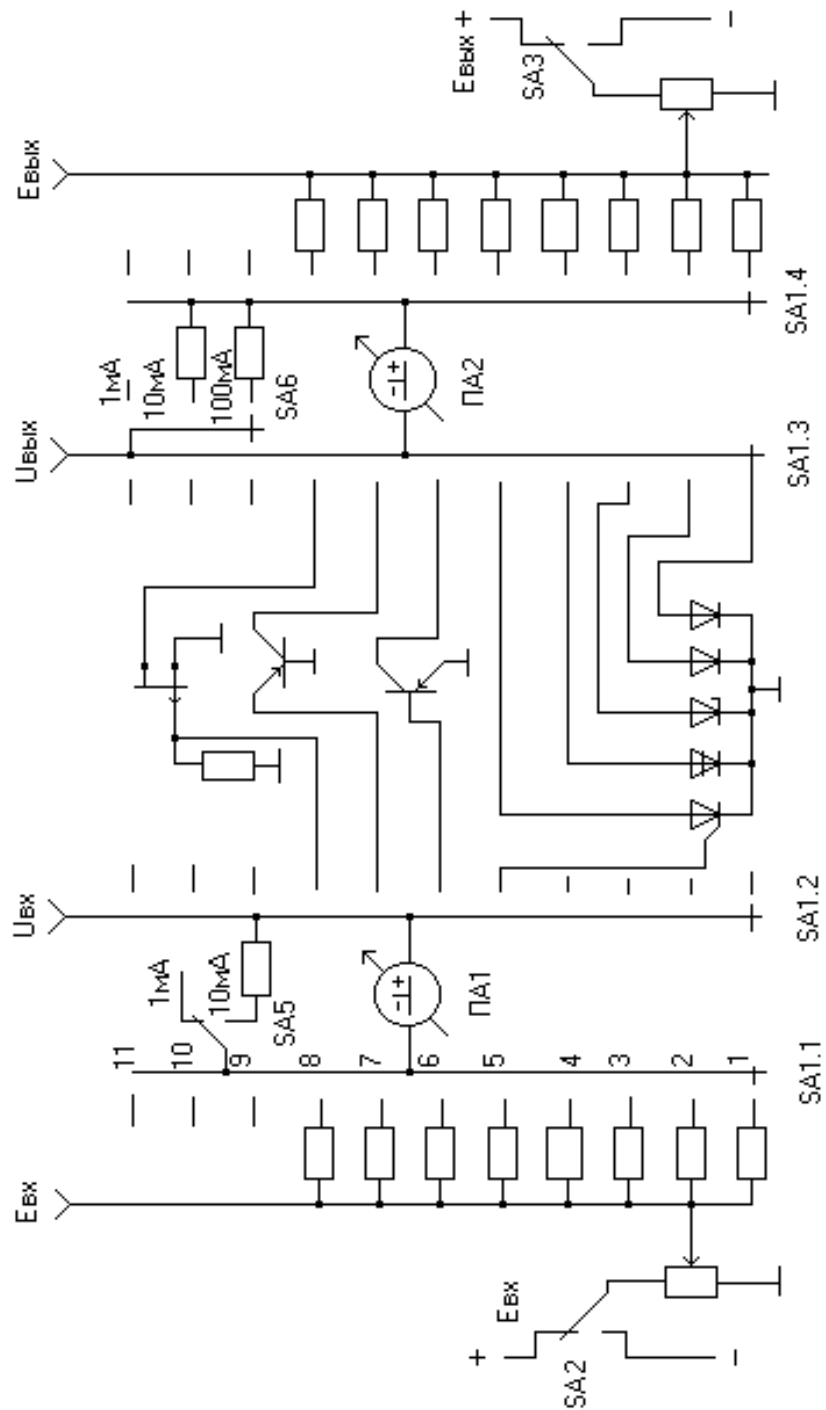 Eвх
Uвх
Uвых
Eвых
11
1мА
1мА
10
10мА
10мА
9
100мА
SA5
SA6
8
7
6
- +
- +
ПА1
ПА2
+
Eвых +
5
Eвх
SA3
SA2
4
3
2
1
-
-
SA1.1
SA1.2
SA1.3
SA1.4